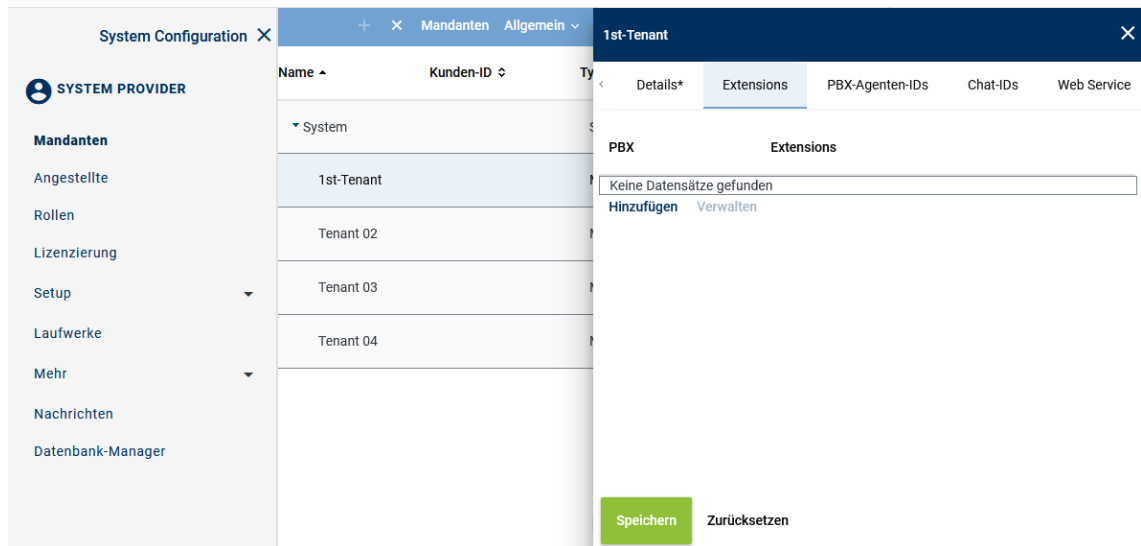 System Configuration
SYSTEM PROVIDER
Mandanten
Angestellte
Rollen
Lizenzierung
Setup
Laufwerke
Mehr
Nachrichten
Datenbank-Manager
Mandanten Allgemein
Name Kunden-ID Ty
System S
1st-Tenant
Tenant 02
Tenant 03
Tenant 04
1st-Tenant
Details* Extensions PBX-Agenten-IDs Chat-IDs Web Service
PBX Extensions
Keine Datensätze gefunden
Hinzufügen Verwalten
Speichern Zurücksetzen